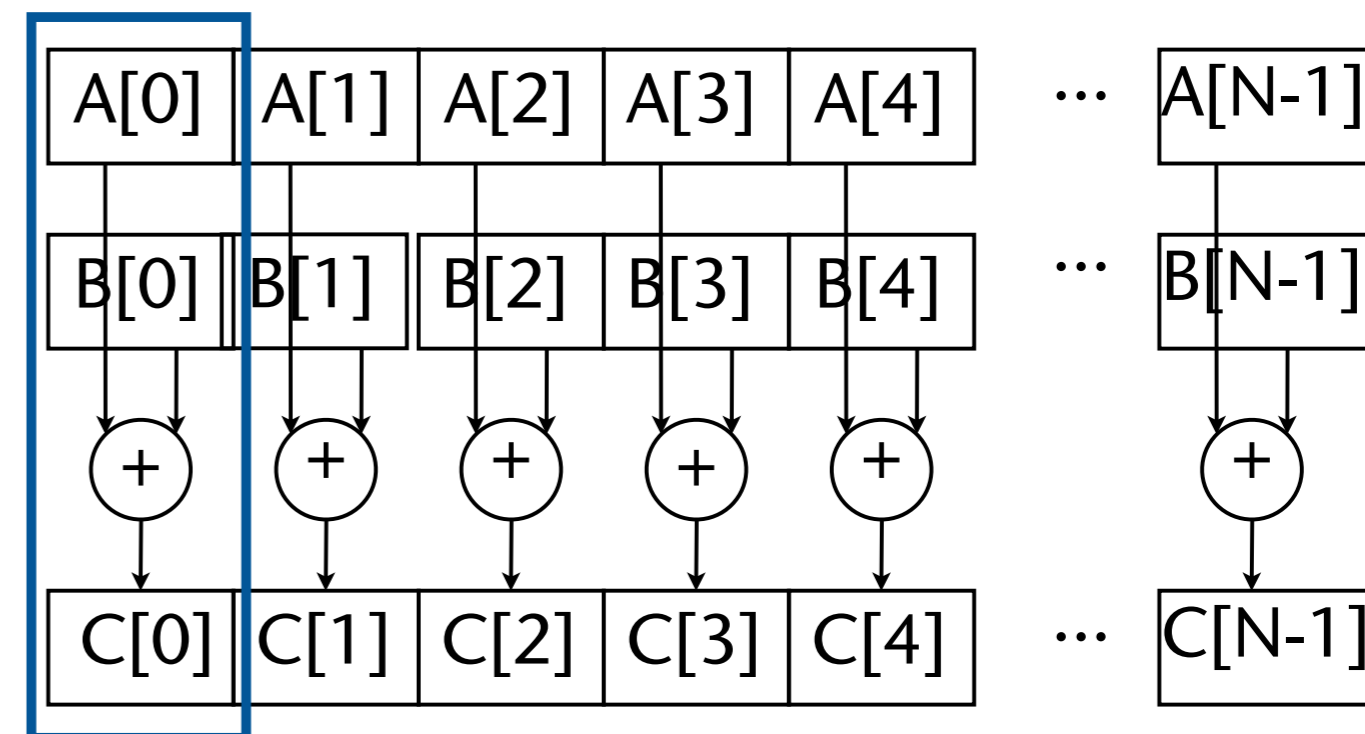 A[0] A[1] A[2] A[3] A[4] ... A[N-1]
B[0] B[1] B[2] B[3] B[4] ... B[N-1]
+ + + + + +
C[0] C[1] C[2] C[3] C[4] ... C[N-1]